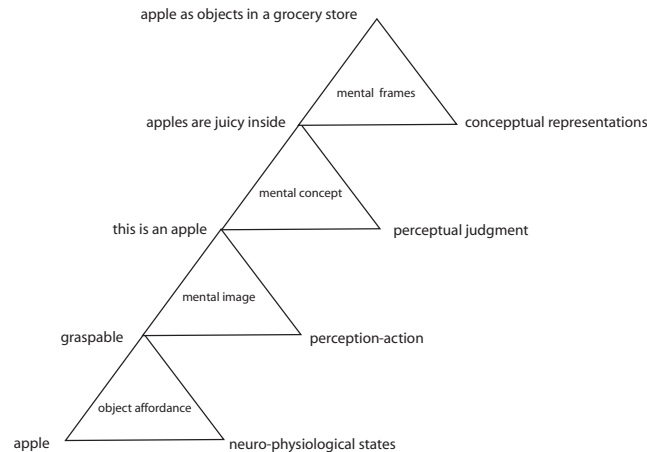 apple as objects in a grocery store
mental frames
apples are juicy inside
concepptual representations
mental concept
this is an apple
perceptual judgment
mental image
graspable
perception-action
object affordance
apple
neuro-physiological states